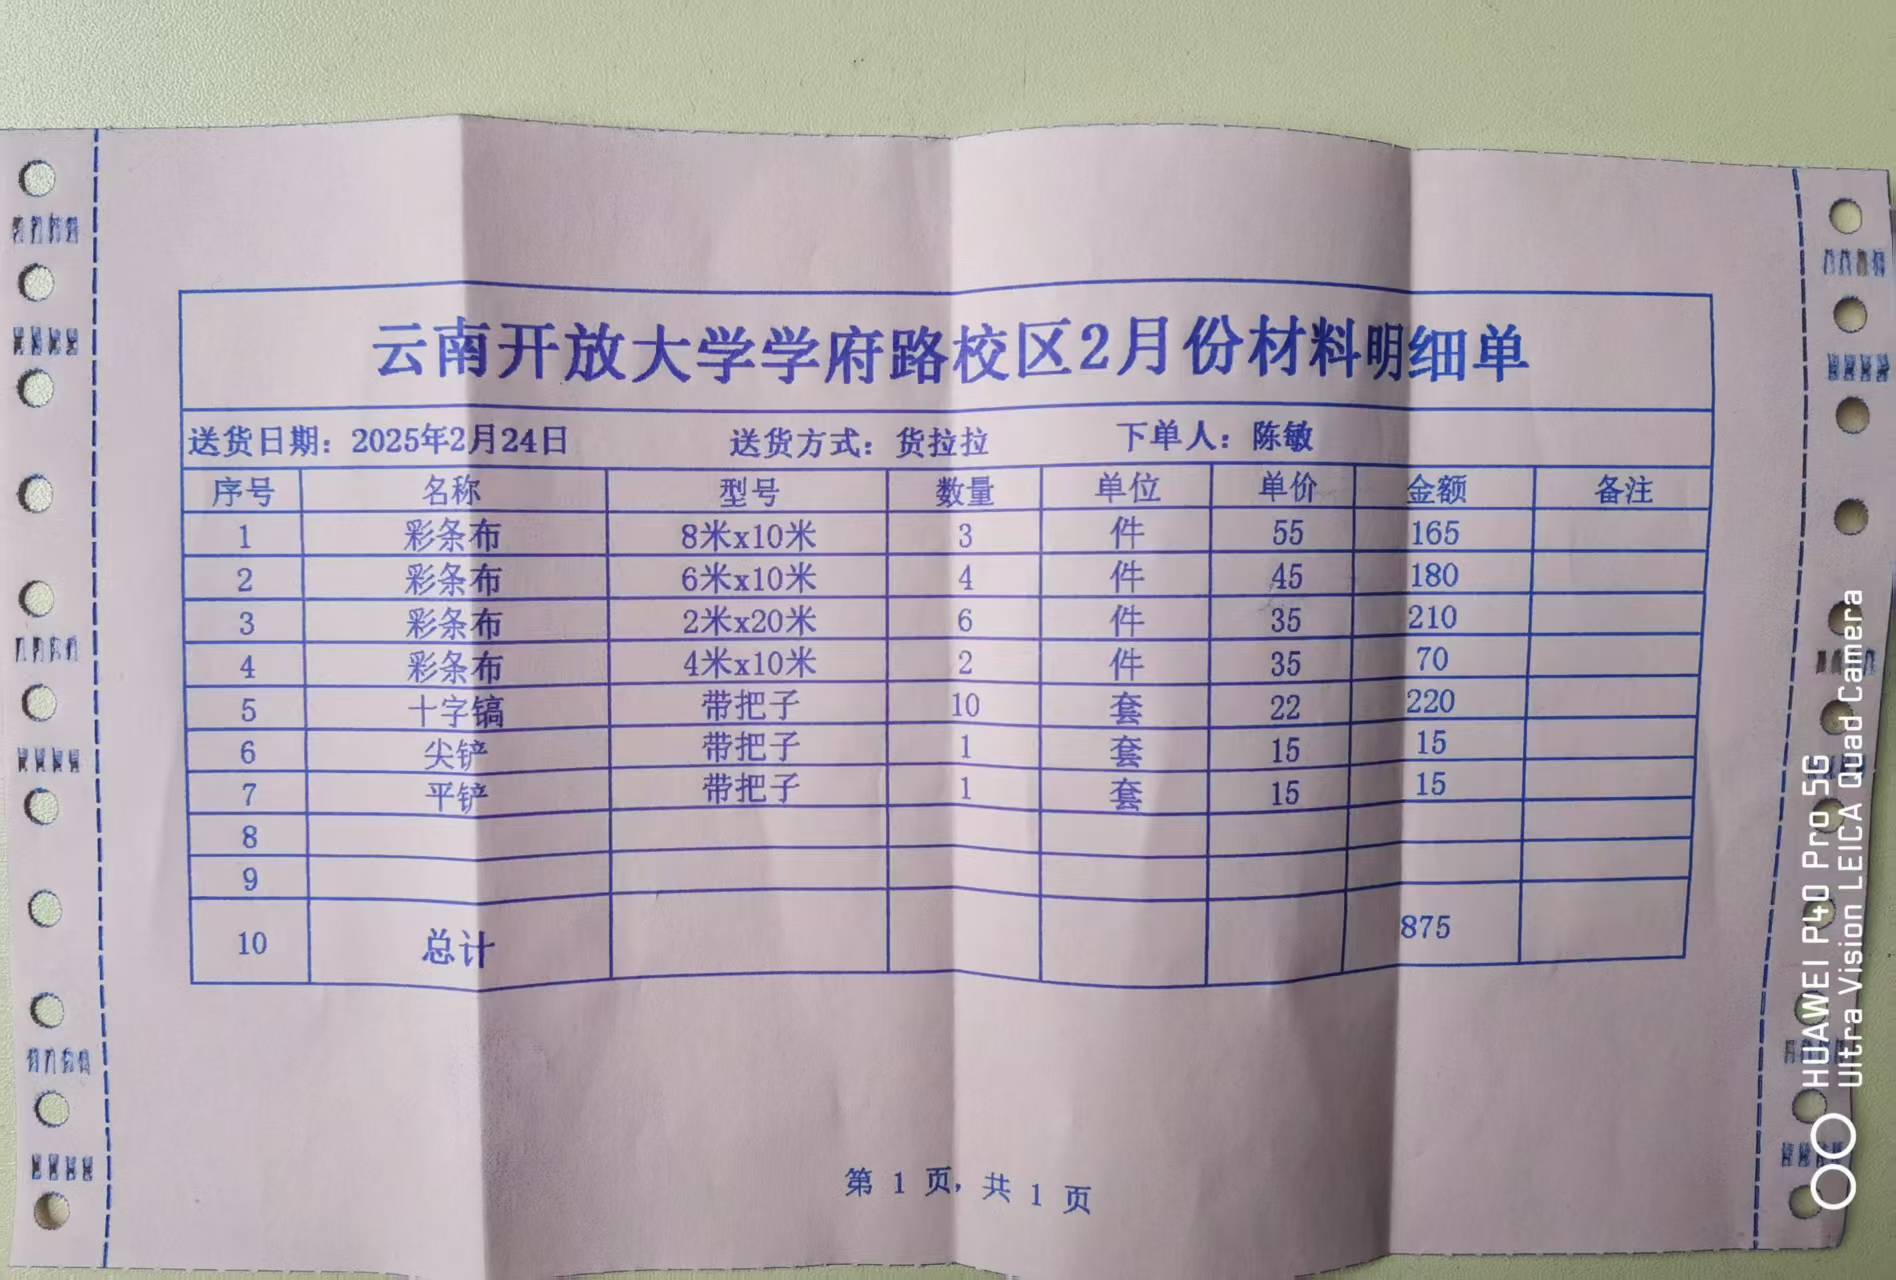 云南开放大学学府路校区2月份材料明细单
送货日期：2025年2月24日 送货方式：货拉拉 下单人：陈敏
序号 名称 型号 数量 单位 单价 金额 备注
1 彩条布 8米x10米 3 件 55 165
2 彩条布 6米x10米 4 件 45 180
3 彩条布 2米x20米 6 件 35 210
4 彩条布 4米x10米 2 件 35 70
5 十字镐 带把子 10 套 22 220
6 尖铲 带把子 1 套 15 15
7 平铲 带把子 1 套 15 15
8
9
10 总计 875
第 1 页，共 1 页
HUAWEI P40 Pro 5G
Ultra Vision LEICA Quad Camera